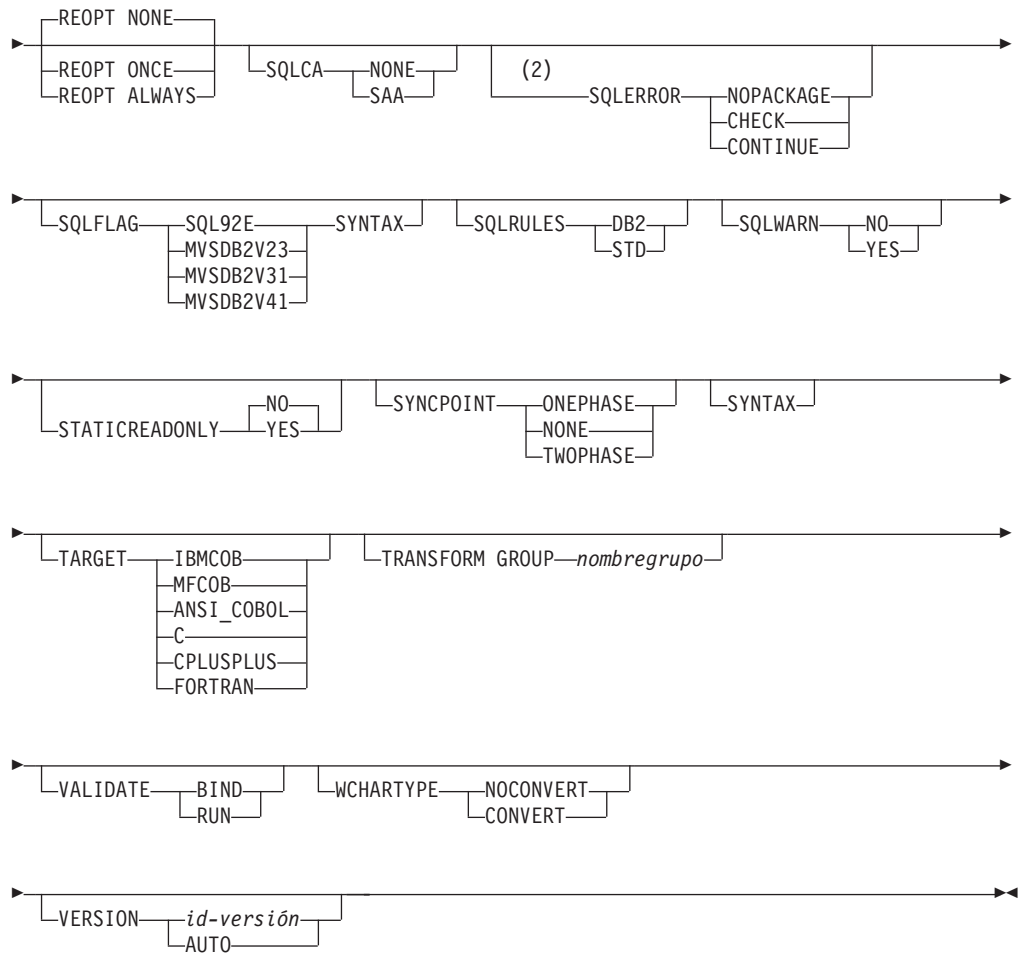 REOPT NONE
REOPT ONCE
REOPT ALWAYS
SQLCA NONE
SAA
(2)
SQLERROR NOPACKAGE
CHECK
CONTINUE
SQLFLAG SQL92E SYNTAX
MVSDB2V23
MVSDB2V31
MVSDB2V41
SQLRULES DB2
STD
SQLWARN NO
YES
NO
STATICREADONLY YES
SYNCPOINT ONEPHASE
NONE
TWOPHASE
SYNTAX
TARGET IBMCOB
MFCOB
ANSI_COBOL
C
CPLUSPLUS
FORTRAN
TRANSFORM GROUP nombregrupo
VALIDATE BIND
RUN
WCHARTYPE NOCONVERT
CONVERT
VERSION id-versión
AUTO